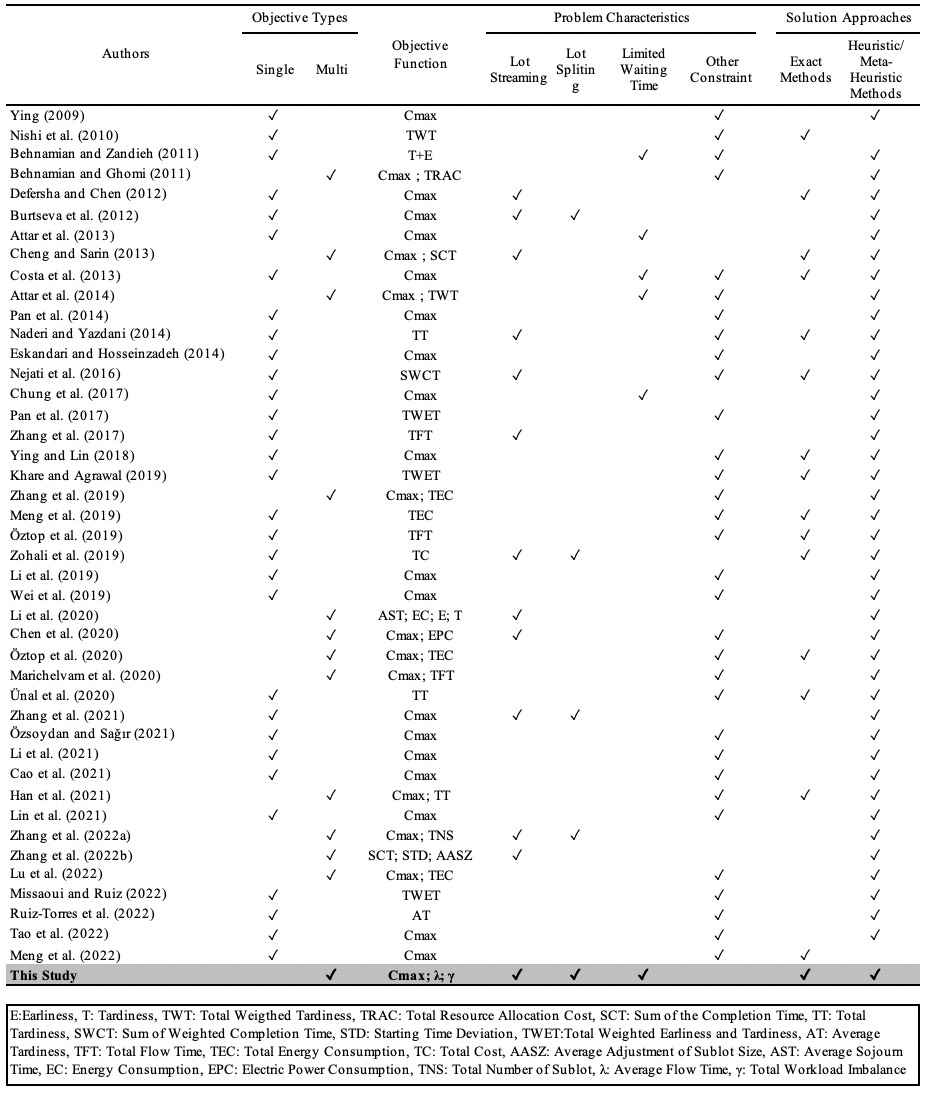 Objective Types Problem Characteristics Solution Approaches
Authors Single Multi Objective Function Lot Streaming Lot Splitin g Limited Waiting Time Other Constraint Exact Methods Heuristic/ Meta- Heuristic Methods
Ying (2009) ✓ Cmax ✓ ✓
Nishi et al. (2010) ✓ TWT ✓ ✓
Behnamian and Zandieh (2011) ✓ T+E ✓ ✓ ✓
Behnamian and Ghomi (2011) ✓ Cmax ; TRAC ✓ ✓
Defersha and Chen (2012) ✓ Cmax ✓ ✓ ✓
Burtseva et al. (2012) ✓ Cmax ✓ ✓ ✓
Attar et al. (2013) ✓ Cmax ✓ ✓
Cheng and Sarin (2013) ✓ Cmax ; SCT ✓ ✓ ✓
Costa et al. (2013) ✓ Cmax ✓ ✓ ✓ ✓
Attar et al. (2014) ✓ Cmax ; TWT ✓ ✓ ✓
Pan et al. (2014) ✓ Cmax ✓ ✓
Naderi and Yazdani (2014) ✓ TT ✓ ✓ ✓ ✓
Eskandari and Hosseinzadeh (2014) ✓ Cmax ✓ ✓
Nejati et al. (2016) ✓ SWCT ✓ ✓ ✓ ✓
Chung et al. (2017) ✓ Cmax ✓ ✓
Pan et al. (2017) ✓ TWET ✓ ✓
Zhang et al. (2017) ✓ TFT ✓ ✓
Ying and Lin (2018) ✓ Cmax ✓ ✓ ✓
Khare and Agrawal (2019) ✓ TWET ✓ ✓ ✓
Zhang et al. (2019) ✓ Cmax; TEC ✓ ✓
Meng et al. (2019) ✓ TEC ✓ ✓ ✓
Öztop et al. (2019) ✓ TFT ✓ ✓ ✓
Zohali et al. (2019) ✓ TC ✓ ✓ ✓ ✓
Li et al. (2019) ✓ Cmax ✓ ✓
Wei et al. (2019) ✓ Cmax ✓ ✓
Li et al. (2020) ✓ AST; EC; E; T ✓ ✓
Chen et al. (2020) ✓ Cmax; EPC ✓ ✓ ✓
Öztop et al. (2020) ✓ Cmax; TEC ✓ ✓ ✓
Marichelvam et al. (2020) ✓ Cmax; TFT ✓ ✓
Ünal et al. (2020) ✓ TT ✓ ✓ ✓
Zhang et al. (2021) ✓ Cmax ✓ ✓ ✓
Özsoydan and Sağır (2021) ✓ Cmax ✓ ✓
Li et al. (2021) ✓ Cmax ✓ ✓
Cao et al. (2021) ✓ Cmax ✓ ✓
Han et al. (2021) ✓ Cmax; TT ✓ ✓ ✓
Lin et al. (2021) ✓ Cmax ✓ ✓
Zhang et al. (2022a) ✓ Cmax; TNS ✓ ✓ ✓
Zhang et al. (2022b) ✓ SCT; STD; AASZ ✓ ✓
Lu et al. (2022) ✓ Cmax; TEC ✓ ✓
Missaoui and Ruiz (2022) ✓ TWET ✓ ✓
Ruiz-Torres et al. (2022) ✓ AT ✓ ✓
Tao et al. (2022) ✓ Cmax ✓ ✓
Meng et al. (2022) ✓ Cmax ✓ ✓
This Study ✓ Cmax; λ; γ ✓ ✓ ✓ ✓ ✓
E:Earliness, T: Tardiness, TWT: Total Weigthed Tardiness, TRAC: Total Resource Allocation Cost, SCT: Sum of the Completion Time, TT: Total
Tardiness, SWCT: Sum of Weighted Completion Time, STD: Starting Time Deviation, TWET:Total Weighted Earliness and Tardiness, AT: Average
Tardiness, TFT: Total Flow Time, TEC: Total Energy Consumption, TC: Total Cost, AASZ: Average Adjustment of Sublot Size, AST: Average Sojourn
Time, EC: Energy Consumption, EPC: Electric Power Consumption, TNS: Total Number of Sublot, λ: Average Flow Time, γ: Total Workload Imbalance